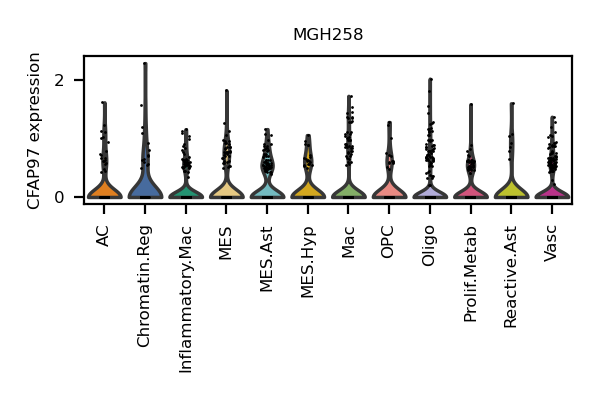 MGH258
CFAP97 expression
2
0
AC
Chromatin.Reg
Inflammatory.Mac
MES
MES.Ast
MES.Hyp
Mac
OPC
Oligo
Prolif.Metab
Reactive.Ast
Vasc